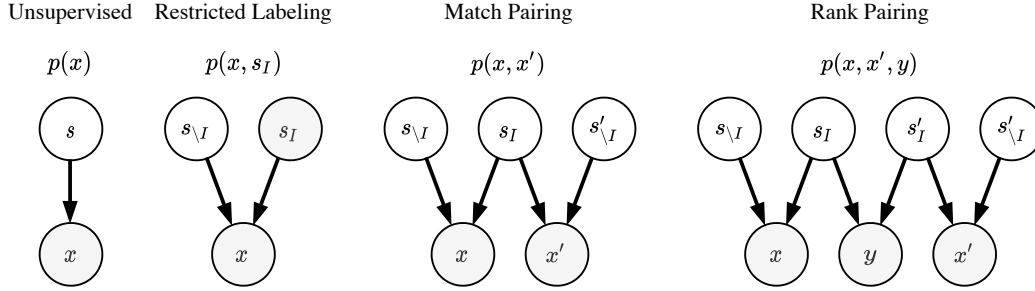 Unsupervised Restricted Labeling Match Pairing Rank Pairing
p(x) p(x, s_I) p(x, x') p(x, x', y)
s s_{\I} s_I s_{\I} s_I s'_{\I} s_{\I} s_I s'_I s'_{\I}
x x x x' x y x'